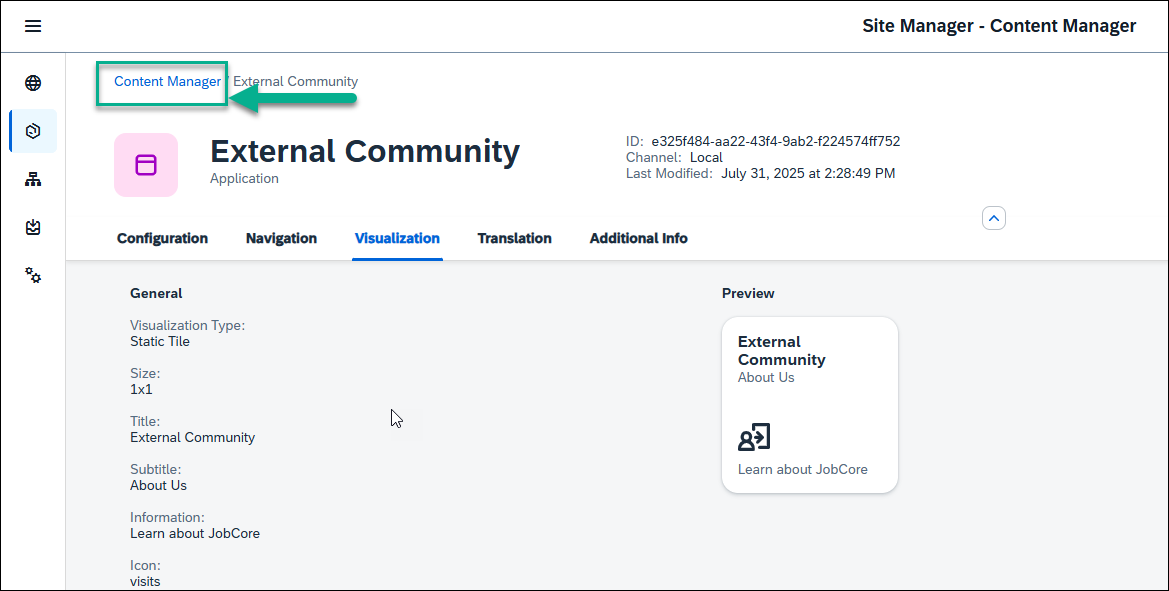 Site Manager - Content Manager
Content Manager / External Community
External Community
Application
ID: e325f484-aa22-43f4-9ab2-f224574ff752
Channel: Local
Last Modified: July 31, 2025 at 2:28:49 PM
Configuration Navigation Visualization Translation Additional Info
General
Visualization Type:
Static Tile
Size:
1x1
Title:
External Community
Subtitle:
About Us
Information:
Learn about JobCore
Icon:
visits
Preview
External
Community
About Us
Learn about JobCore